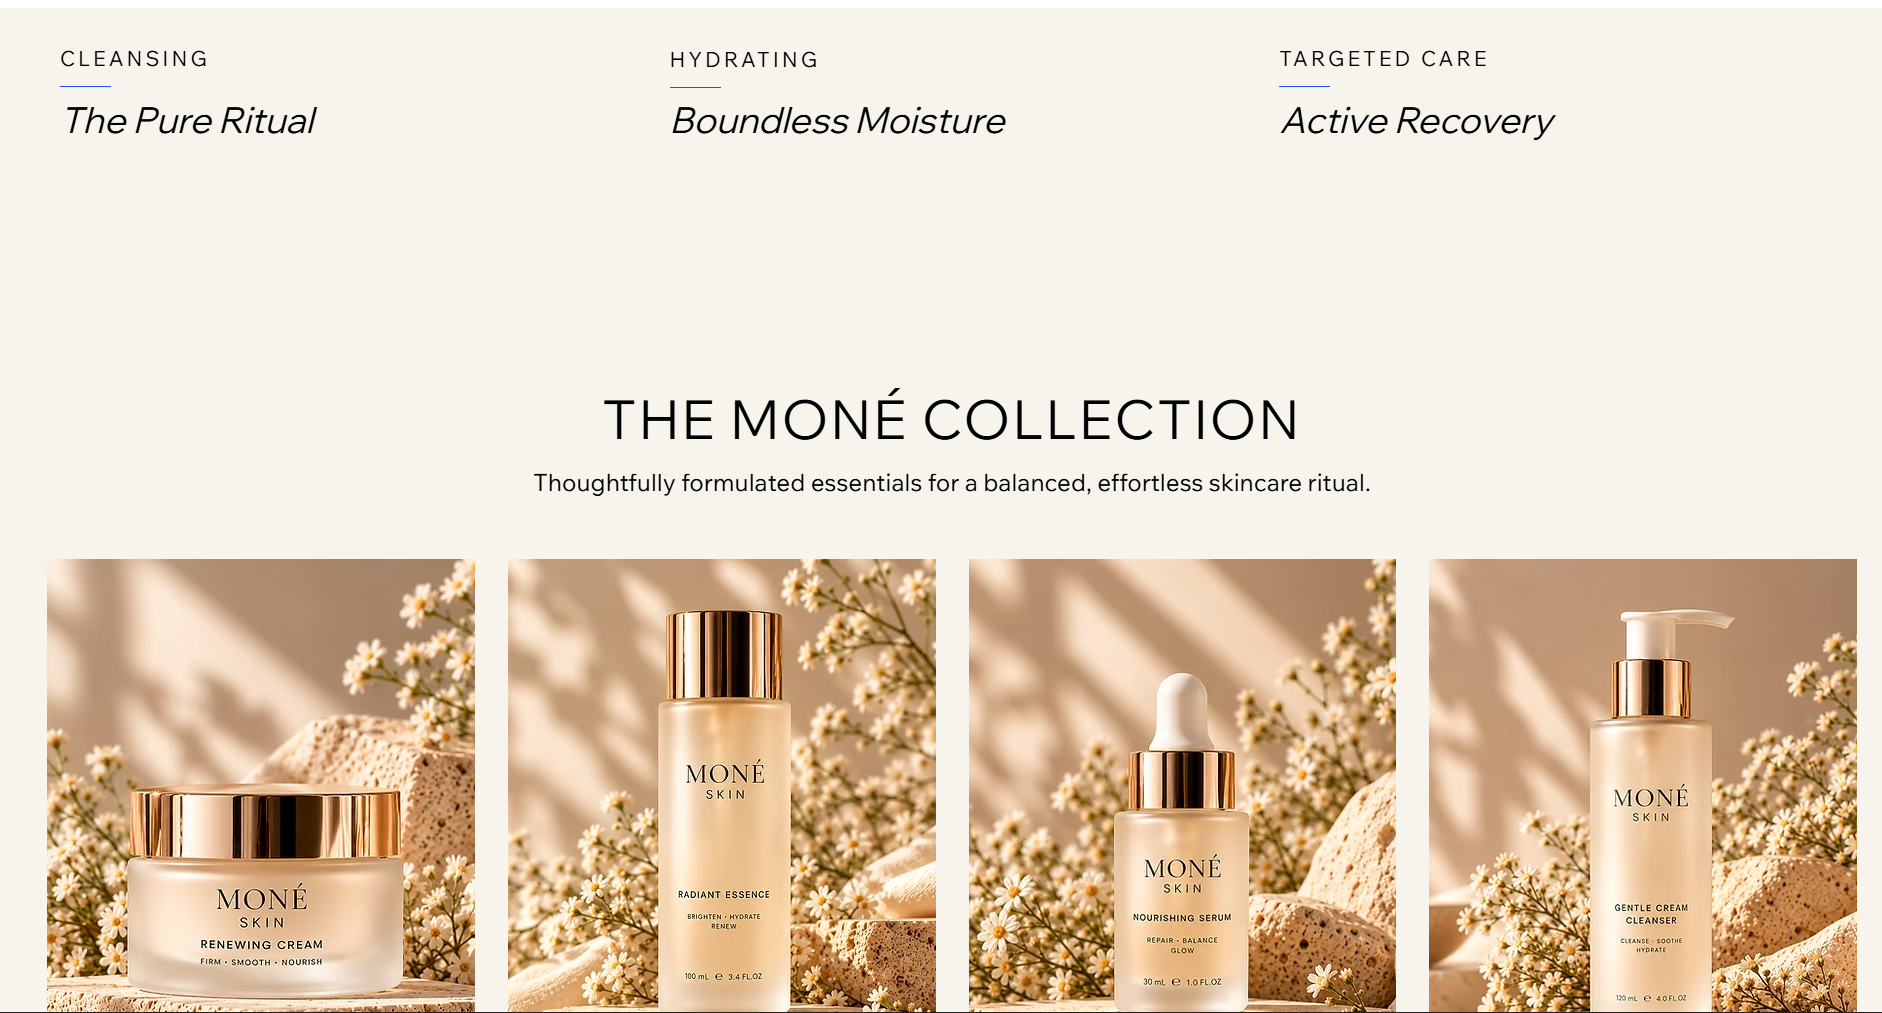 CLEANSING
The Pure Ritual
HYDRATING
Boundless Moisture
TARGETED CARE
Active Recovery
THE MONÉ COLLECTION
Thoughtfully formulated essentials for a balanced, effortless skincare ritual.
MONÉ
SKIN
RENEWING CREAM
FIRM · SMOOTH · NOURISH
MONÉ
SKIN
RADIANT ESSENCE
BRIGHTEN · HYDRATE
RENEW
100 mL ℮ 3.4 FL.OZ
MONÉ
SKIN
NOURISHING SERUM
REPAIR · BALANCE
GLOW
30 mL ℮ 1.0 FL.OZ
MONÉ
SKIN
GENTLE CREAM
CLEANSER
CLEANSE · SOOTHE
HYDRATE
120 mL ℮ 4.0 FL.OZ